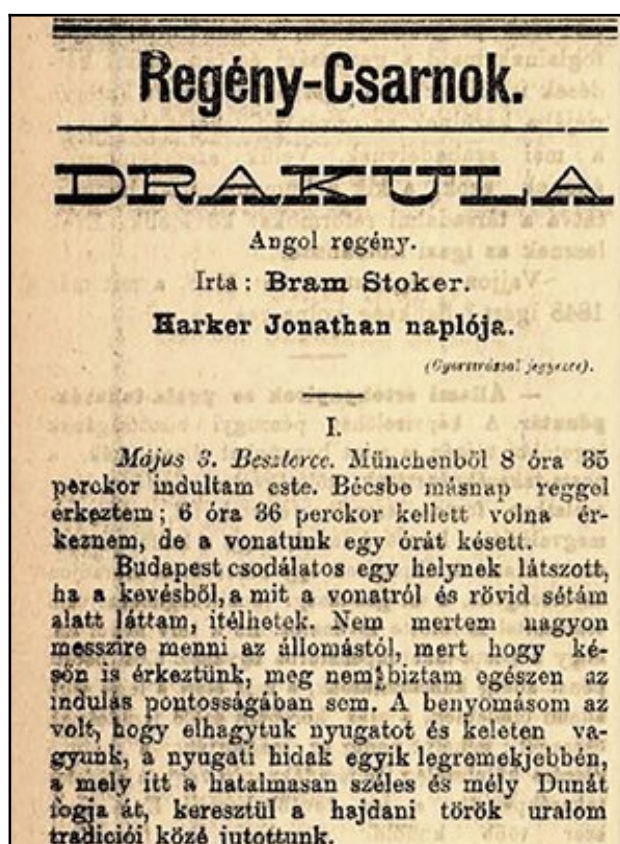 Regény-Csarnok.
DRAKULA
Angol regény.
Irta : Bram Stoker.
Harker Jonathan naplója.
(Gyorsirással jegyezte).
I.
Május 3. Beszterce. Münchenből 8 óra 35
perckor indultam este. Bécsbe másnap reggel
érkeztem; 6 óra 36 perckor kellett volna ér-
keznem, de a vonatunk egy órát késett.
Budapest csodálatos egy helynek látszott,
ha a kevésből, a mit a vonatról és rövid sétám
alatt láttam, itélhetek. Nem mertem nagyon
messzire menni az állomástól, mert hogy ké-
sőn is érkeztünk, meg nem biztam egészen az
indulás pontosságában sem. A benyomásom az
volt, hogy elhagytuk nyugatot és keleten va-
gyunk, a nyugati hidak egyik legremekjebbén,
a mely itt a hatalmasan széles és mély Dunát
fogja át, keresztül a hajdani török uralom
tradiciói közé jutottunk.